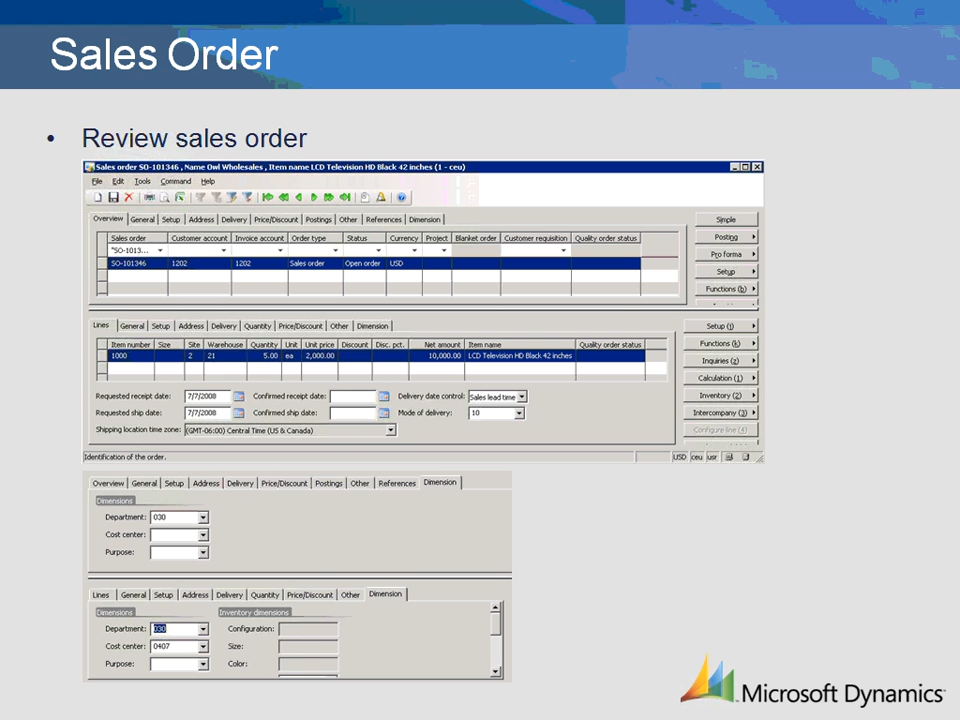 Sales Order
• Review sales order
Sales order SO-101346 , Name Owl Wholesales , Item name LCD Television HD Black 42 inches (1 - ceu)
File Edit Tools Command Help
Overview General Setup Address Delivery Price/Discount Postings Other References Dimension
Simple
Sales order Customer account Invoice account Order type Status Currency Project Blanket order Customer requisition Quality order status
Posting
"SO-1013...
Pro forma
SO-101346 1202 1202 Sales order Open order USD
Setup
Functions (b)
Lines General Setup Address Delivery Quantity Price/Discount Other Dimension
Setup (j)
Item number Size Site Warehouse Quantity Unit Unit price Discount Disc. pct. Net amount Item name Quality order status
Functions (k)
1000 2 21 5.00 ea 2,000.00 10,000.00 LCD Television HD Black 42 inches
Inquiries (z)
Calculation (1)
Requested receipt date: 7/7/2008 Confirmed receipt date: Delivery date control: Sales lead time
Inventory (2)
Requested ship date: 7/7/2008 Confirmed ship date: Mode of delivery: 10
Intercompany (3)
Shipping location time zone: (GMT-06:00) Central Time (US & Canada)
Configure line (4)
Identification of the order. USD ceu usr
Overview General Setup Address Delivery Price/Discount Postings Other References Dimension
Dimensions
Department: 030
Cost center:
Purpose:
Lines General Setup Address Delivery Quantity Price/Discount Other Dimension
Dimensions Inventory dimensions
Department: 030 Configuration:
Cost center: 0407 Size:
Purpose: Color:
Microsoft Dynamics